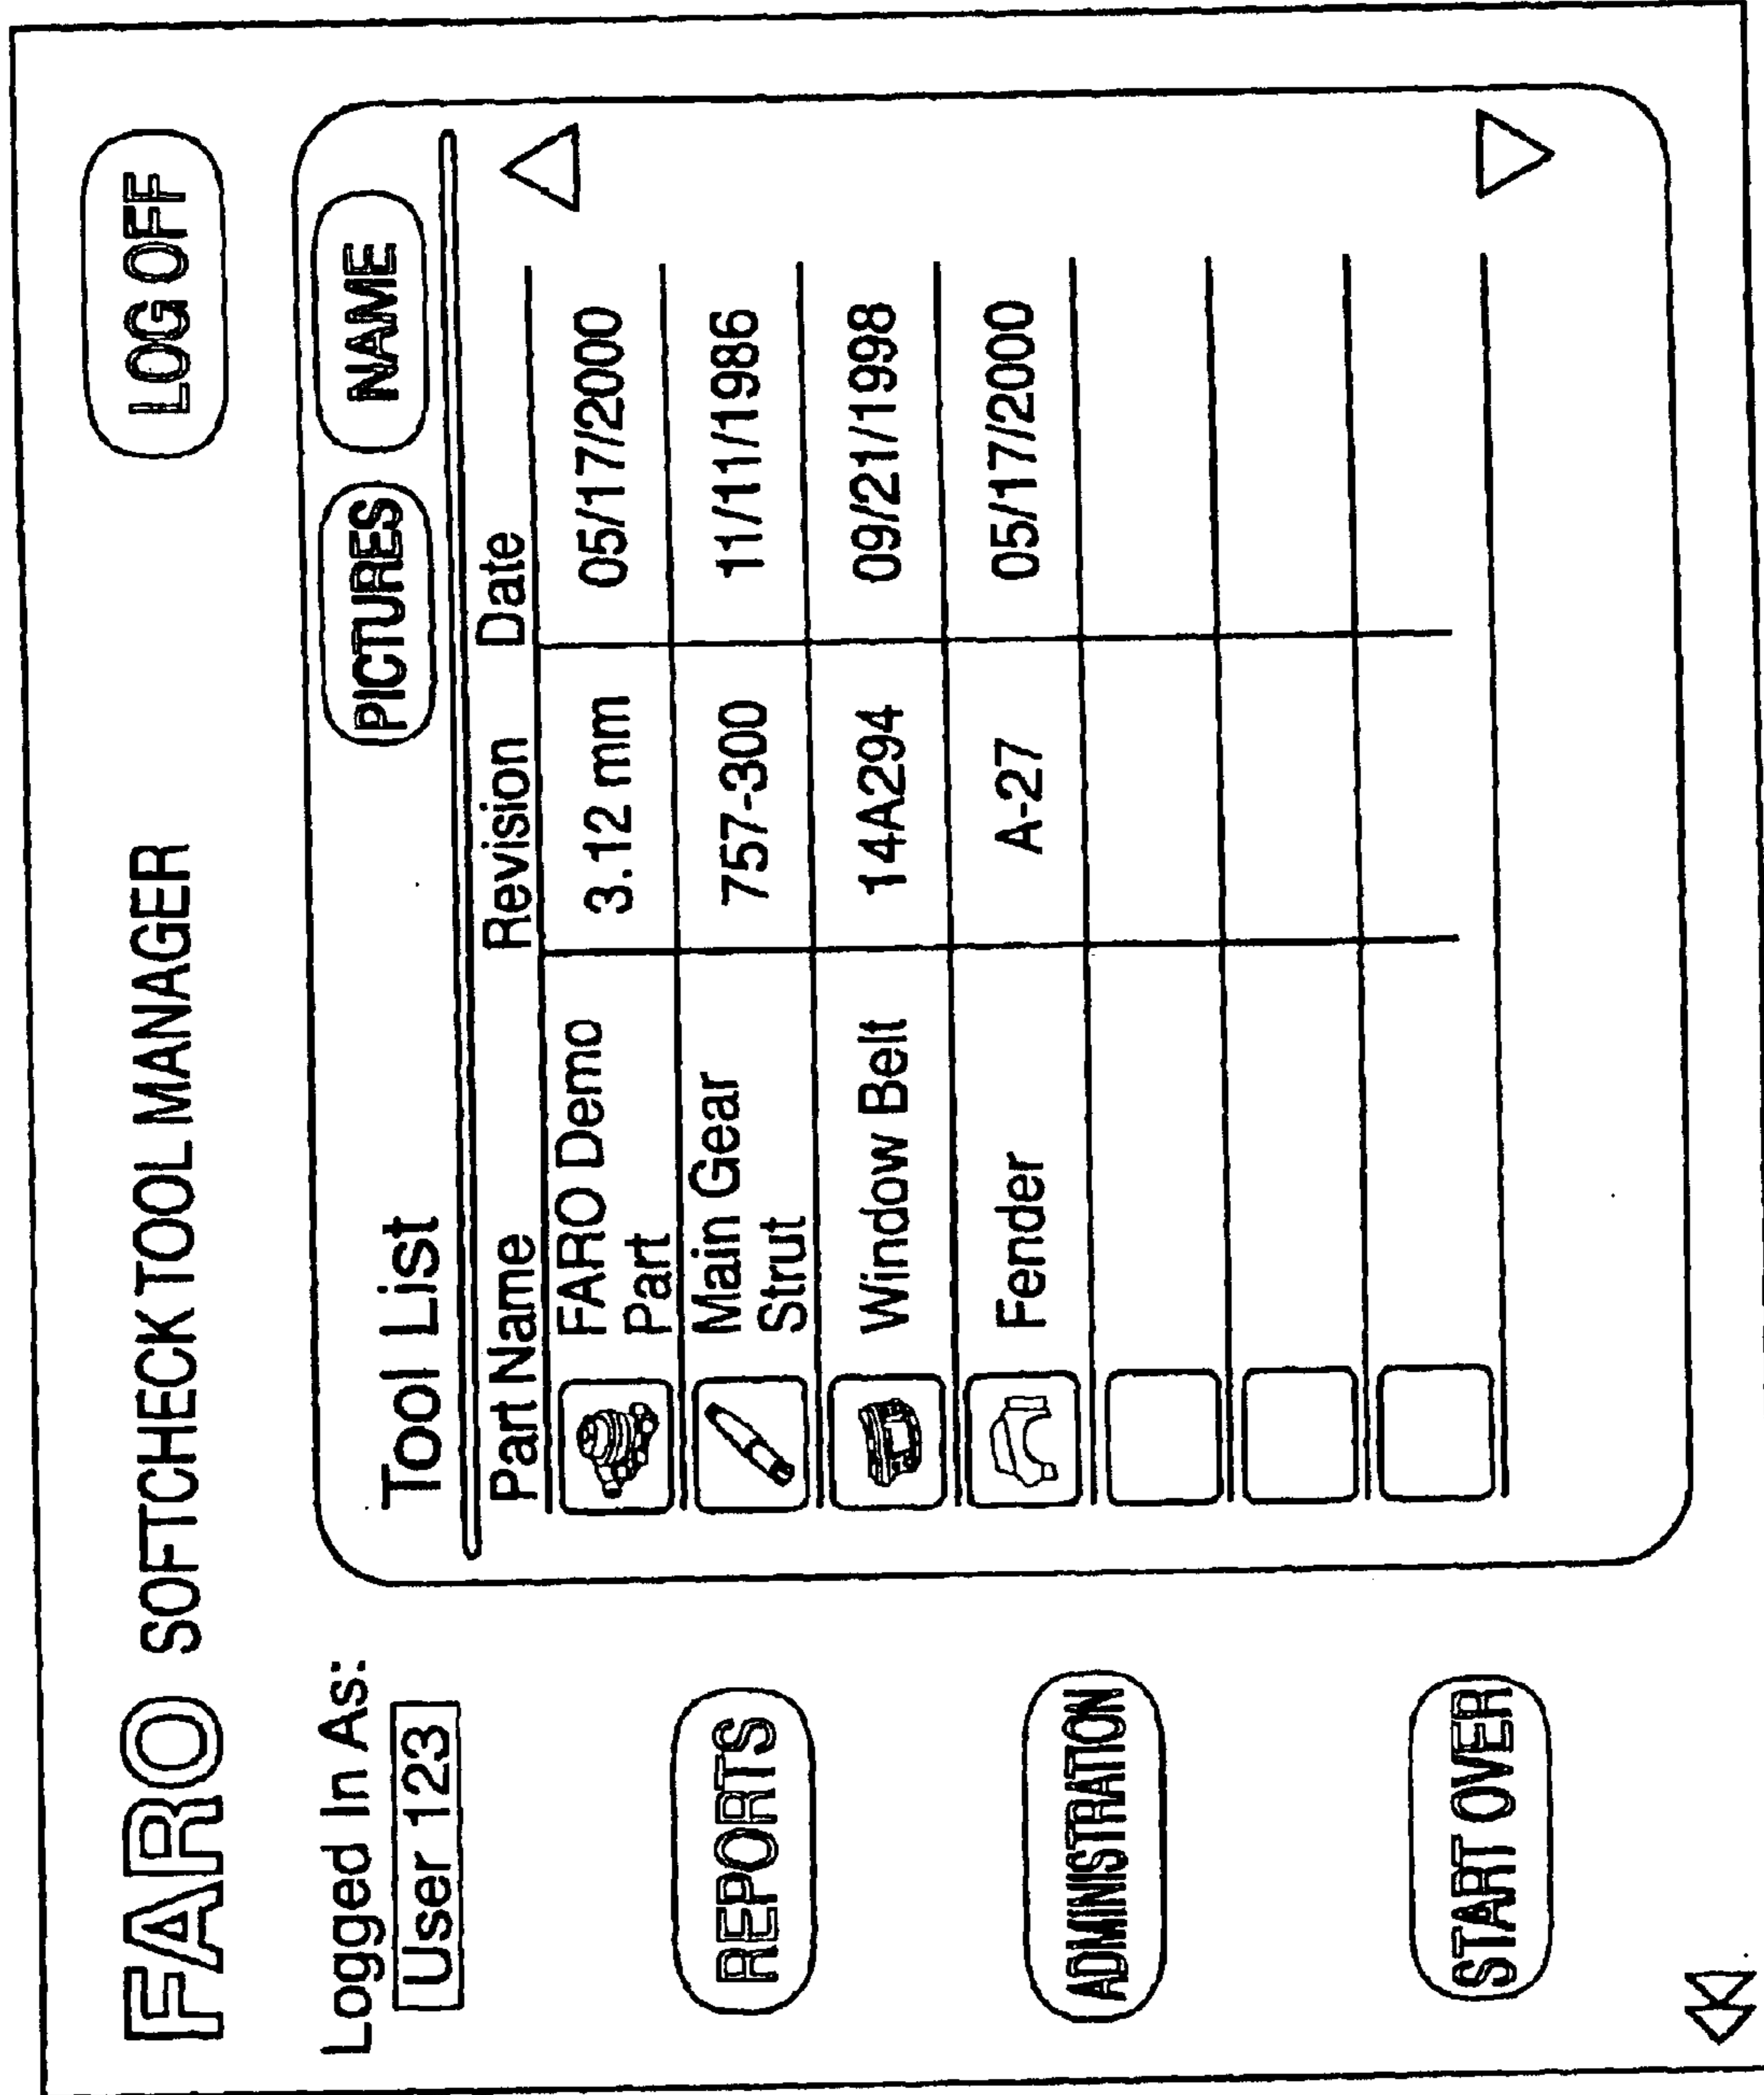 FARO SOFTCHECK TOOL MANAGER
LOG OFF
Logged In As:
User 123
REPORTS
ADMINISTRATION
START OVER
Tool List
PICTURES
NAME
Part Name Revision Date
FARO Demo
Part
3.12 mm
05/17/2000
Main Gear
Strut
757-300
11/11/1986
Window Belt
14A294
09/21/1998
Fender
A-27
05/17/2000